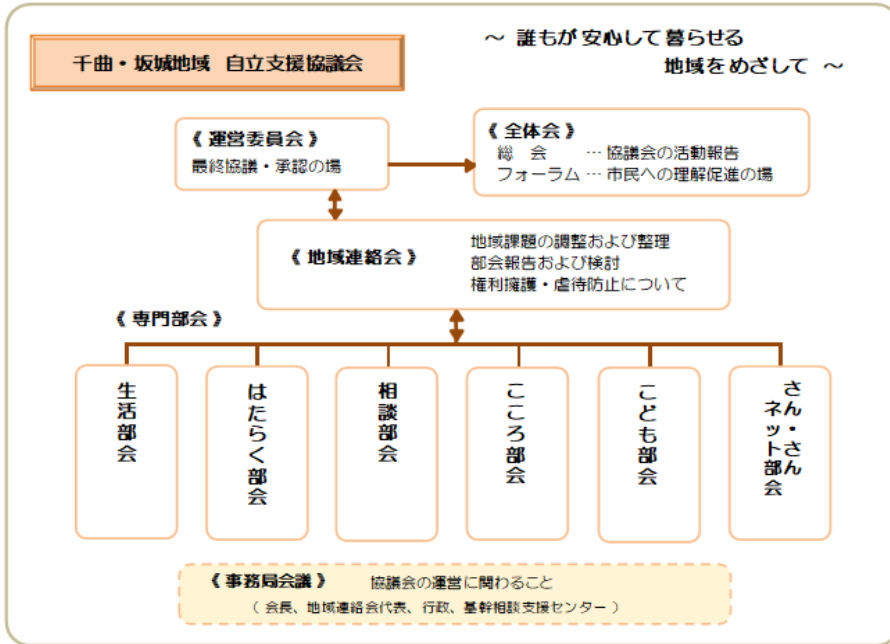 ～ 誰もが安心して暮らせる
地域をめざして ～
千曲・坂城地域 自立支援協議会
《 運営委員会 》
最終協議・承認の場
《 全体会 》
総　会　… 協議会の活動報告
フォーラム … 市民への理解促進の場
《 地域連絡会 》
地域課題の調整および整理
部会報告および検討
権利擁護・虐待防止について
《 専門部会 》
生活部会
はたらく部会
相談部会
こころ部会
こども部会
さん・さん
ネット部会
《 事務局会議 》　協議会の運営に関わること
（ 会長、地域連絡会代表、行政、基幹相談支援センター ）